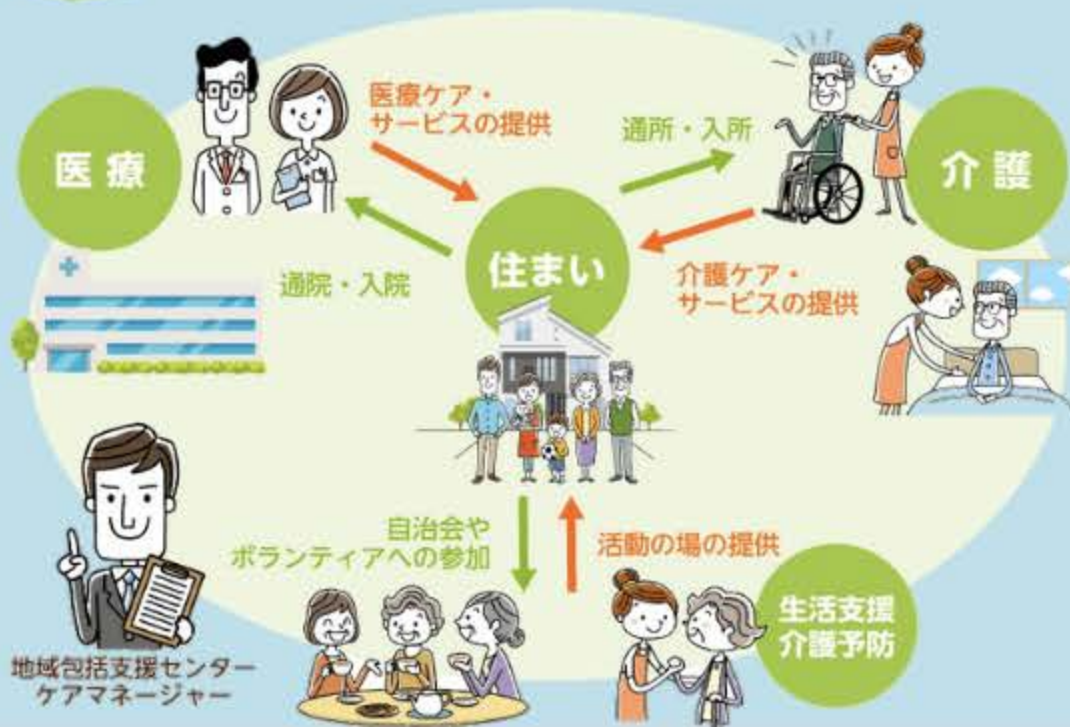 医療
医療ケア・
サービスの提供
通所・入所
介護
住まい
通院・入院
介護ケア・
サービスの提供
自治会や
ボランティアへの参加
活動の場の提供
生活支援
介護予防
地域包括支援センター
ケアマネージャー